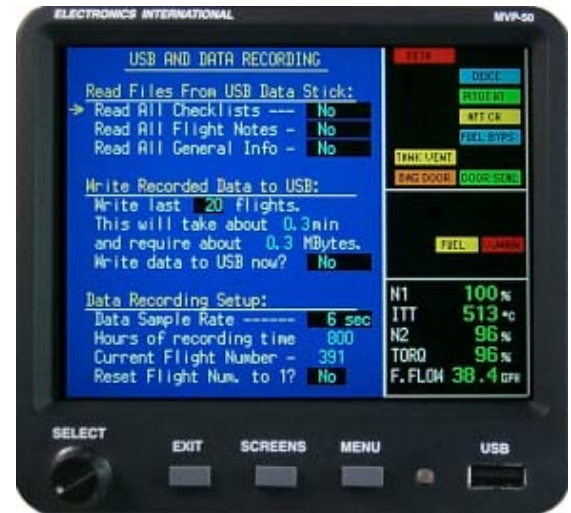 ELECTRONICS INTERNATIONAL
MVP-50
USB AND DATA RECORDING
Read Files From USB Data Stick:
Read All Checklists --- No
Read All Flight Notes - No
Read All General Info - No
Write Recorded Data to USB:
Write last 20 flights.
This will take about 0.3min
and require about 0.3 MBytes.
Write data to USB now? No
Data Recording Setup:
Data Sample Rate ------ 6 sec
Hours of recording time 800
Current Flight Number - 391
Reset Flight Num. to 1? No
DEICE
FUEL BYPS
TANK VENT
BAG DOOR DOOR SEAL
FUEL
N1 100 %
ITT 513 °C
N2 96 %
TORQ 96 %
F.FLOW 38.4 GPH
SELECT
EXIT
SCREENS
MENU
USB